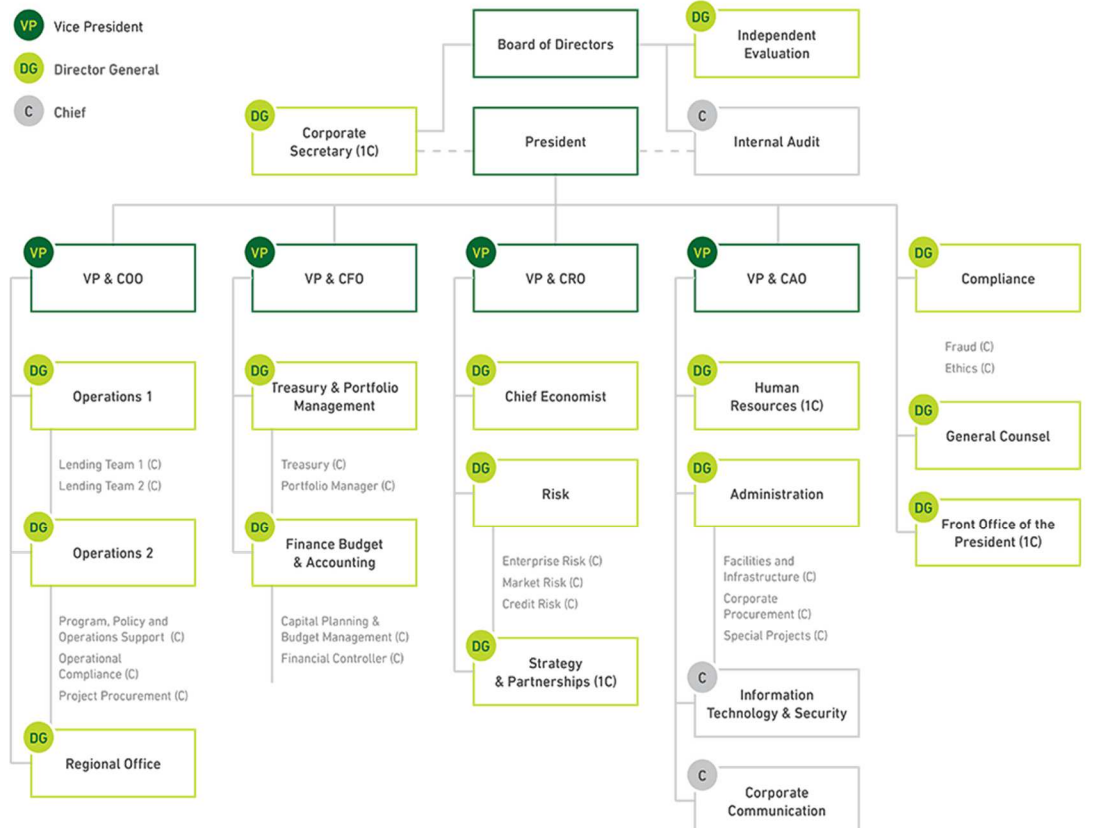 VP Vice President
DG Director General
C Chief
Board of Directors
DG
Independent
Evaluation
DG
Corporate
Secretary (1C)
President
C
Internal Audit
VP
VP & COO
DG
Operations 1
Lending Team 1 (C)
Lending Team 2 (C)
DG
Operations 2
Program, Policy and
Operations Support (C)
Operational
Compliance (C)
Project Procurement (C)
DG
Regional Office
VP
VP & CFO
DG
Treasury & Portfolio
Management
Treasury (C)
Portfolio Manager (C)
DG
Finance Budget
& Accounting
Capital Planning &
Budget Management (C)
Financial Controller (C)
VP
VP & CRO
DG
Chief Economist
DG
Risk
Enterprise Risk (C)
Market Risk (C)
Credit Risk (C)
DG
Strategy
& Partnerships (1C)
VP
VP & CAO
DG
Human
Resources (1C)
DG
Administration
Facilities and
Infrastructure (C)
Corporate
Procurement (C)
Special Projects (C)
C
Information
Technology & Security
C
Corporate
Communication
DG
Compliance
Fraud (C)
Ethics (C)
DG
General Counsel
DG
Front Office of the
President (1C)